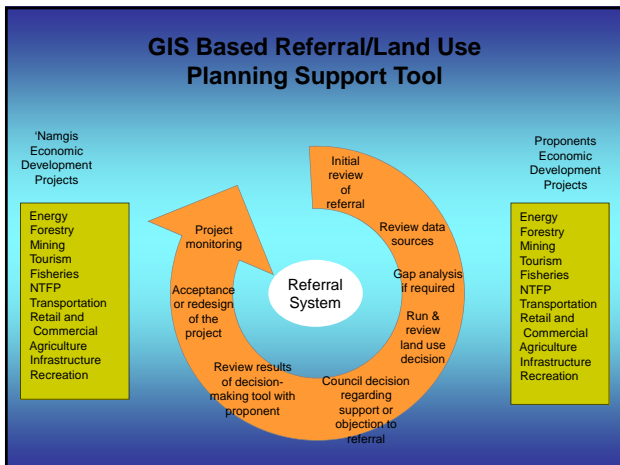 GIS Based Referral/Land Use
Planning Support Tool
‘Namgis
Economic
Development
Projects
Energy
Forestry
Mining
Tourism
Fisheries
NTFP
Transportation
Retail and
Commercial
Agriculture
Infrastructure
Recreation
Initial
review
of
referral
Review data
sources
Gap analysis
if required
Run &
review
land use
decision
Council decision
regarding
support or
objection to
referral
Review results
of decision-
making tool with
proponent
Acceptance
or redesign
of the
project
Project
monitoring
Referral
System
Proponents
Economic
Development
Projects
Energy
Forestry
Mining
Tourism
Fisheries
NTFP
Transportation
Retail and
Commercial
Agriculture
Infrastructure
Recreation